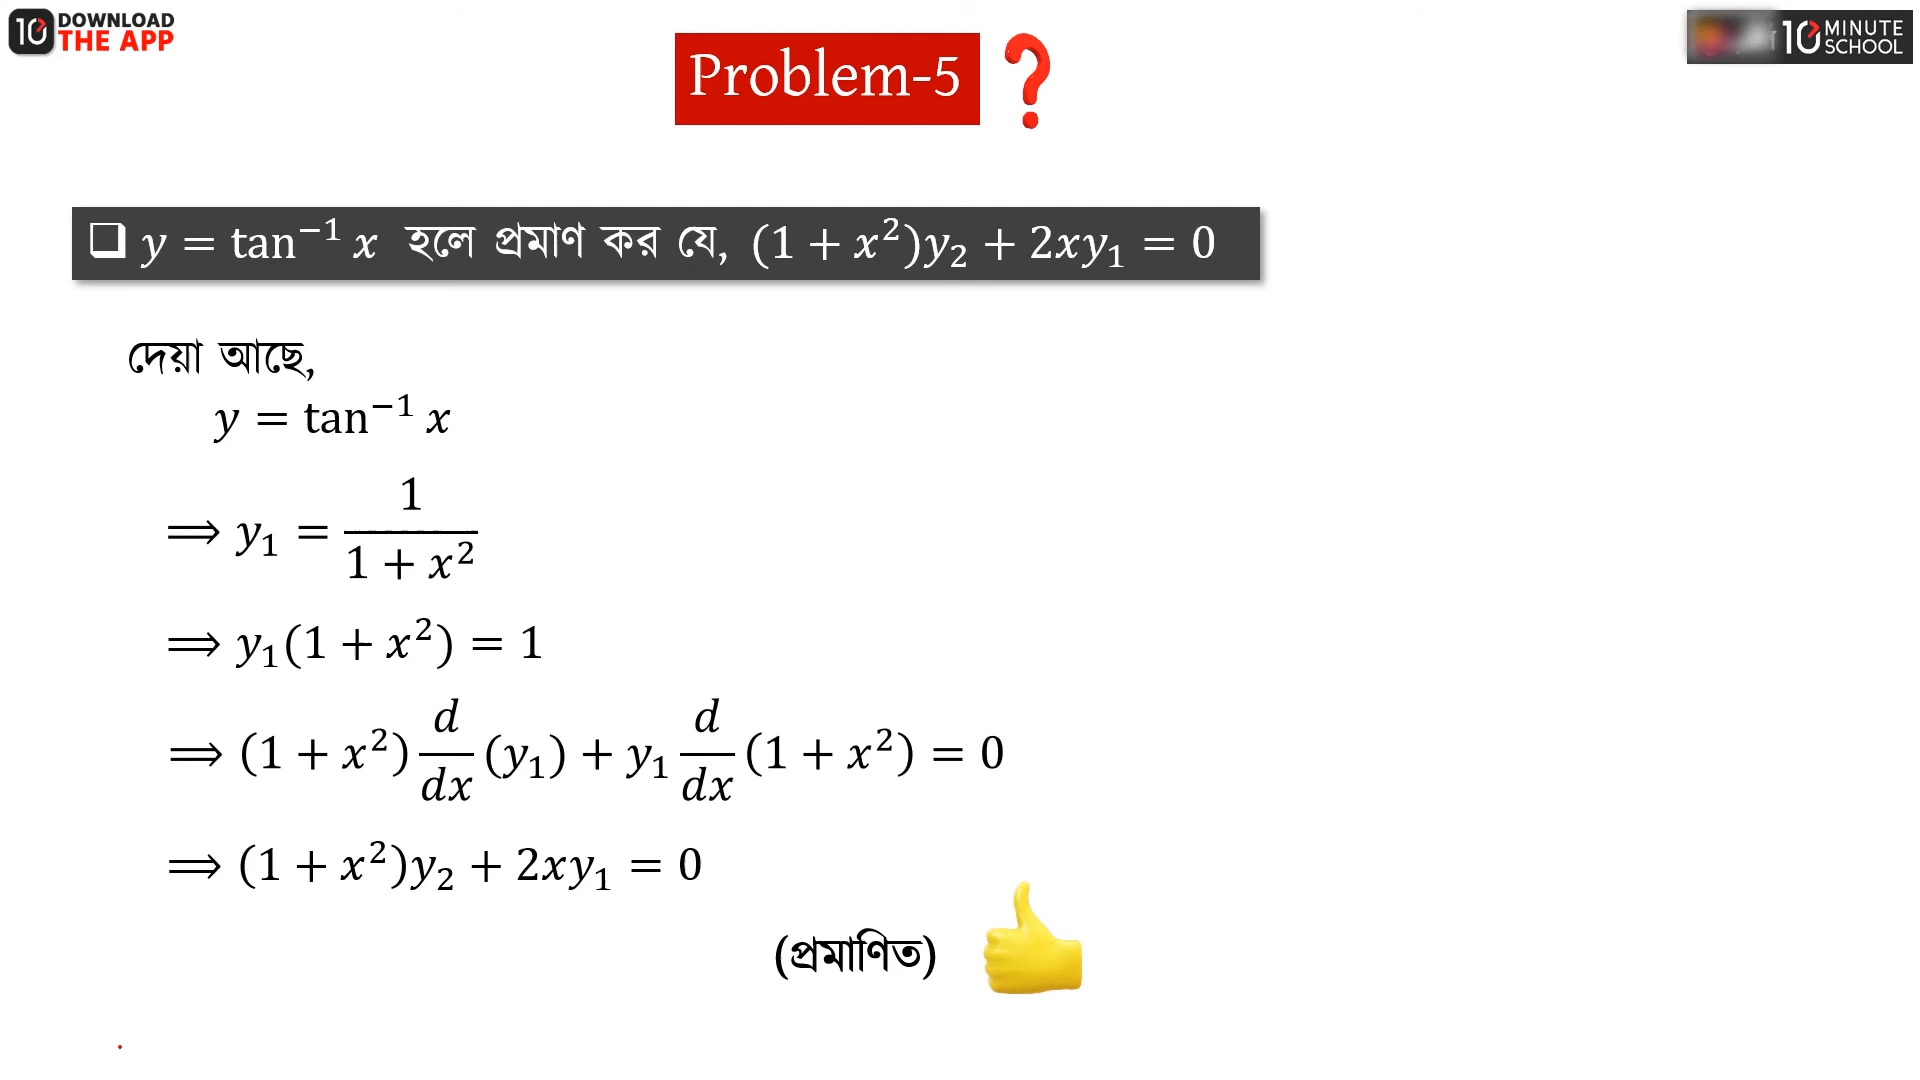 10 DOWNLOAD THE APP
10 MINUTE SCHOOL
Problem-5 ?
❑ y = tan⁻¹ x হলে প্রমাণ কর যে, (1 + x²)y₂ + 2xy₁ = 0
দেয়া আছে,
y = tan⁻¹ x
⟹ y₁ = 1/(1 + x²)
⟹ y₁(1 + x²) = 1
⟹ (1 + x²) d/dx (y₁) + y₁ d/dx (1 + x²) = 0
⟹ (1 + x²)y₂ + 2xy₁ = 0
(প্রমাণিত)